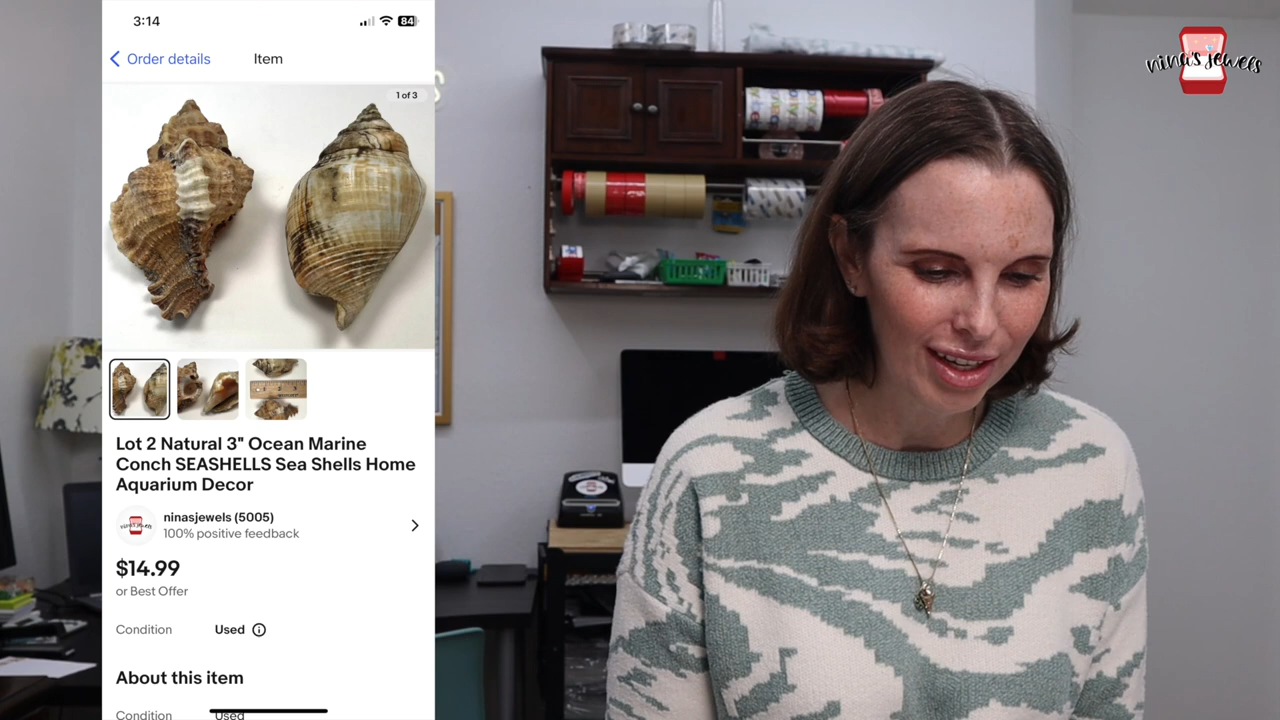 3:14
84
Order details
Item
1 of 3
nina's jewels
Lot 2 Natural 3" Ocean Marine
Conch SEASHELLS Sea Shells Home
Aquarium Decor
ninasjewels (5005)
100% positive feedback
$14.99
or Best Offer
Condition
Used
About this item
Condition
Used